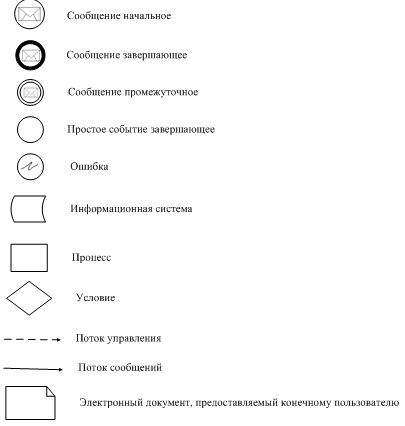 Сообщение начальное
Сообщение завершающее
Сообщение промежуточное
Простое событие завершающее
Ошибка
Информационная система
Процесс
Условие
Поток управления
Поток сообщений
Электронный документ, предоставляемый конечному пользователю